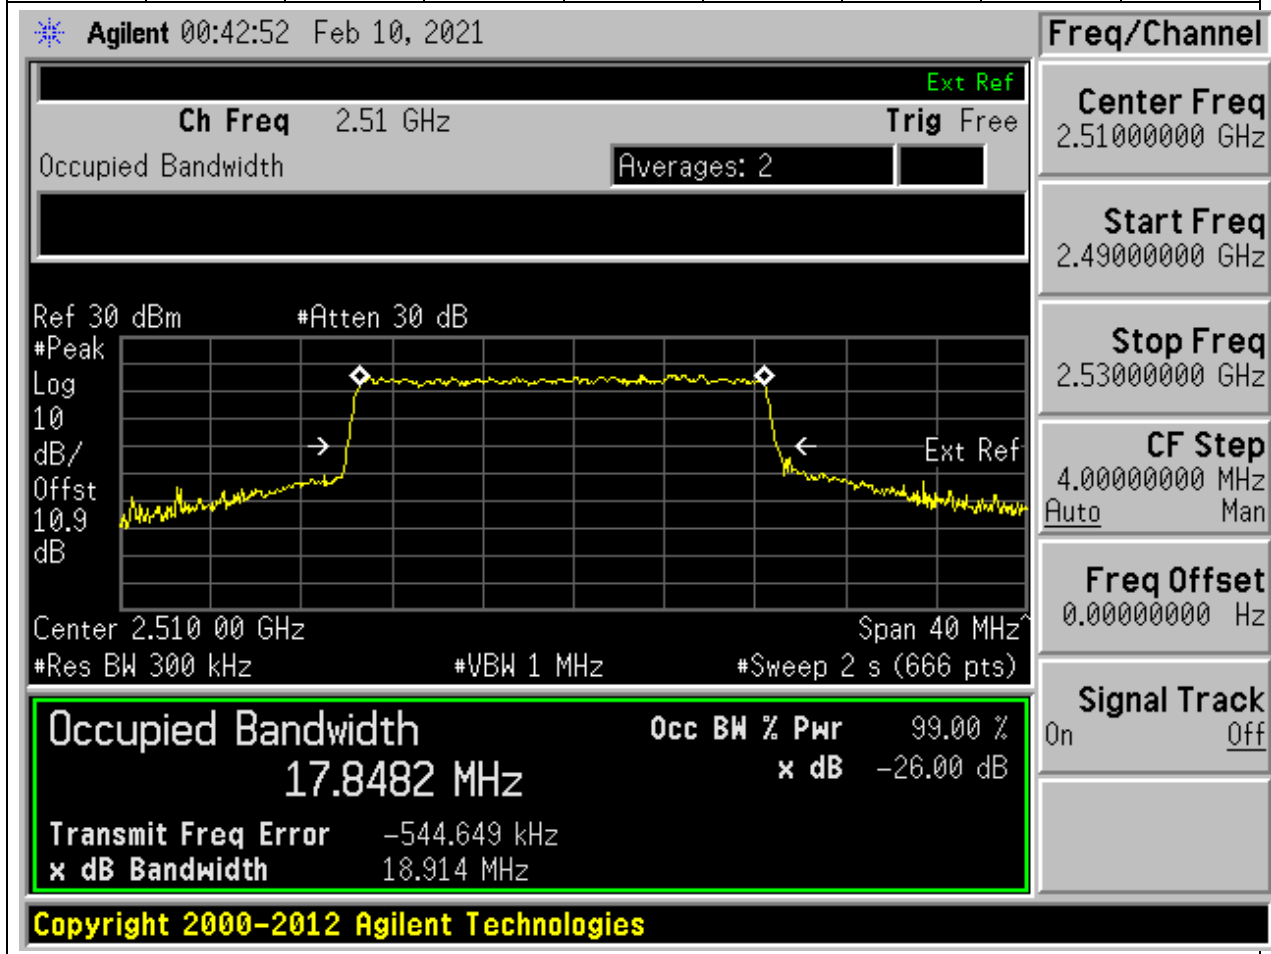 Agilent 00:42:52 Feb 10, 2021
Freq/Channel
Ext Ref
Ch Freq 2.51 GHz Trig Free
Occupied Bandwidth Averages: 2
Center Freq
2.51000000 GHz
Start Freq
2.49000000 GHz
Stop Freq
2.53000000 GHz
CF Step
4.00000000 MHz
Auto Man
Freq Offset
0.00000000 Hz
Signal Track
On Off
Ref 30 dBm #Atten 30 dB
#Peak
Log
10
dB/
Offst
10.9
dB
Ext Ref
Center 2.510 00 GHz Span 40 MHz^
#Res BW 300 kHz #VBW 1 MHz #Sweep 2 s (666 pts)
Occupied Bandwidth Occ BW % Pwr 99.00 %
17.8482 MHz x dB -26.00 dB
Transmit Freq Error -544.649 kHz
x dB Bandwidth 18.914 MHz
Copyright 2000-2012 Agilent Technologies